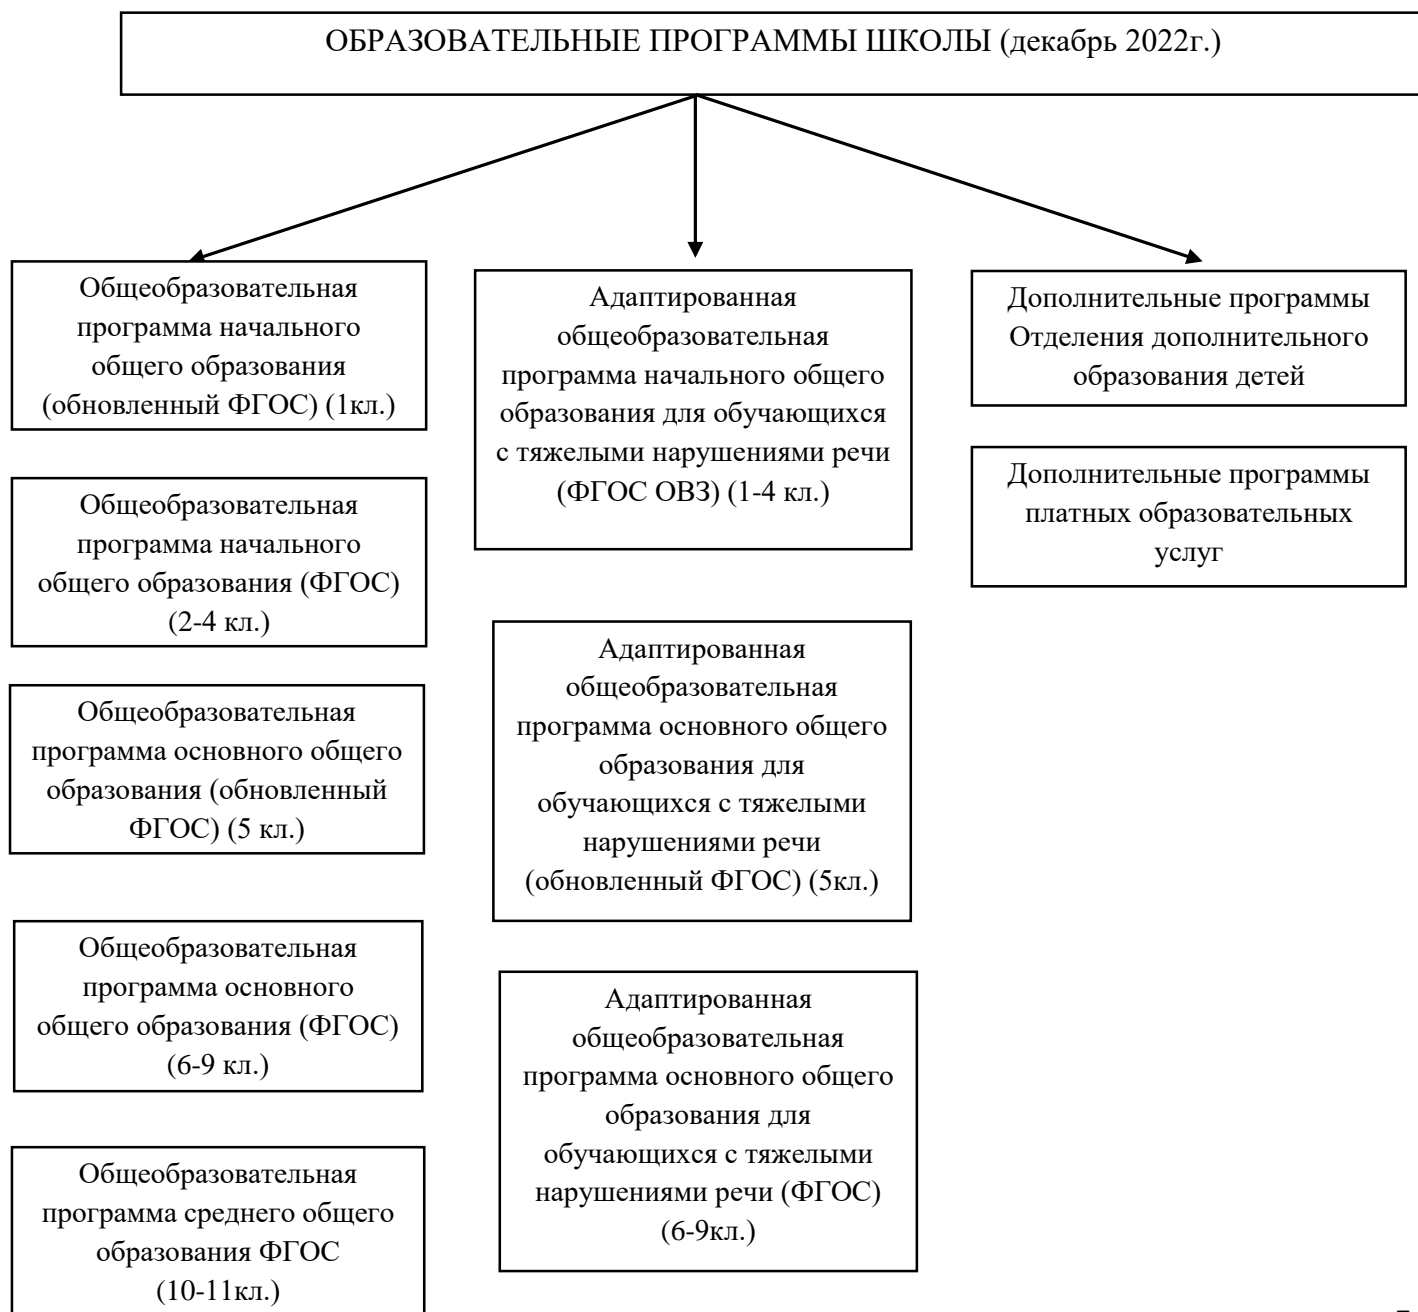 ОБРАЗОВАТЕЛЬНЫЕ ПРОГРАММЫ ШКОЛЫ (декабрь 2022г.)
Общеобразовательная
программа начального
общего образования
(обновленный ФГОС) (1кл.)
Общеобразовательная
программа начального
общего образования (ФГОС)
(2-4 кл.)
Общеобразовательная
программа основного общего
образования (обновленный
ФГОС) (5 кл.)
Общеобразовательная
программа основного
общего образования (ФГОС)
(6-9 кл.)
Общеобразовательная
программа среднего общего
образования ФГОС
(10-11кл.)
Адаптированная
общеобразовательная
программа начального общего
образования для обучающихся
с тяжелыми нарушениями речи
(ФГОС ОВЗ) (1-4 кл.)
Адаптированная
общеобразовательная
программа основного общего
образования для
обучающихся с тяжелыми
нарушениями речи
(обновленный ФГОС) (5кл.)
Адаптированная
общеобразовательная
программа основного общего
образования для
обучающихся с тяжелыми
нарушениями речи (ФГОС)
(6-9кл.)
Дополнительные программы
Отделения дополнительного
образования детей
Дополнительные программы
платных образовательных
услуг